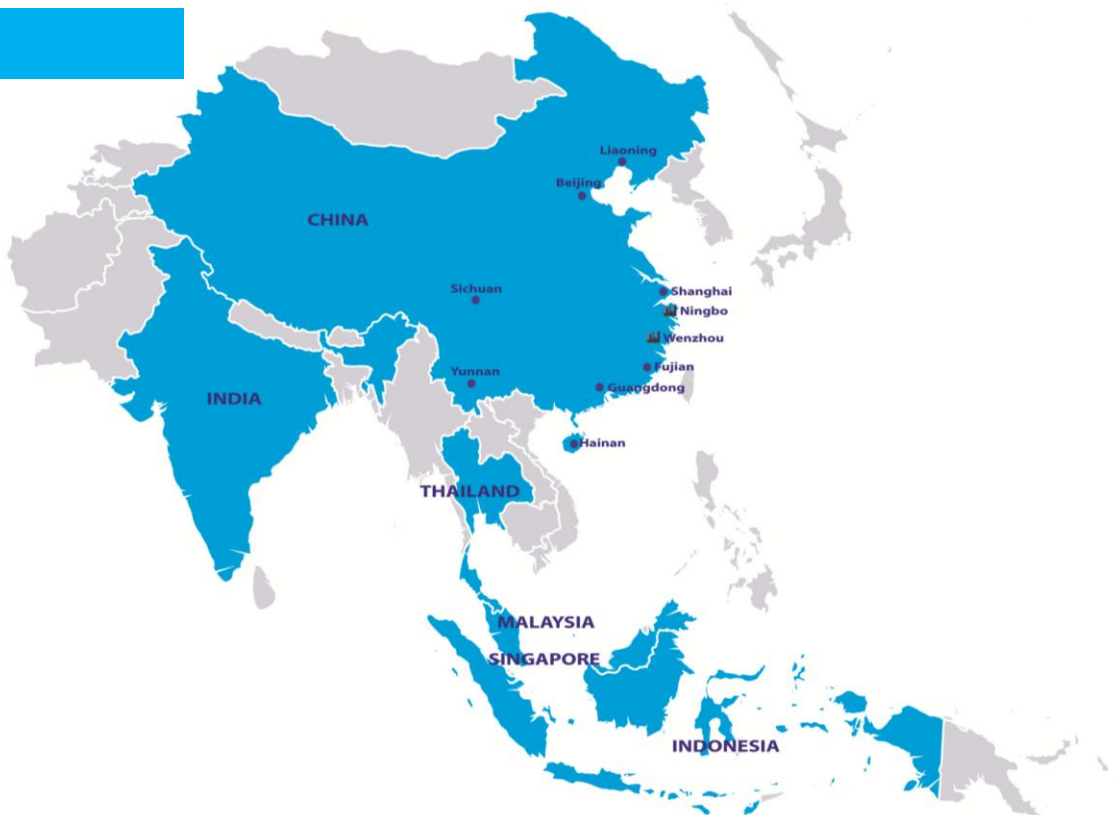 Liaoning
Beijing
CHINA
Sichuan
Shanghai
Ningbo
Wenzhou
Fujian
Yunnan
Guangdong
INDIA
Hainan
THAILAND
MALAYSIA
SINGAPORE
INDONESIA